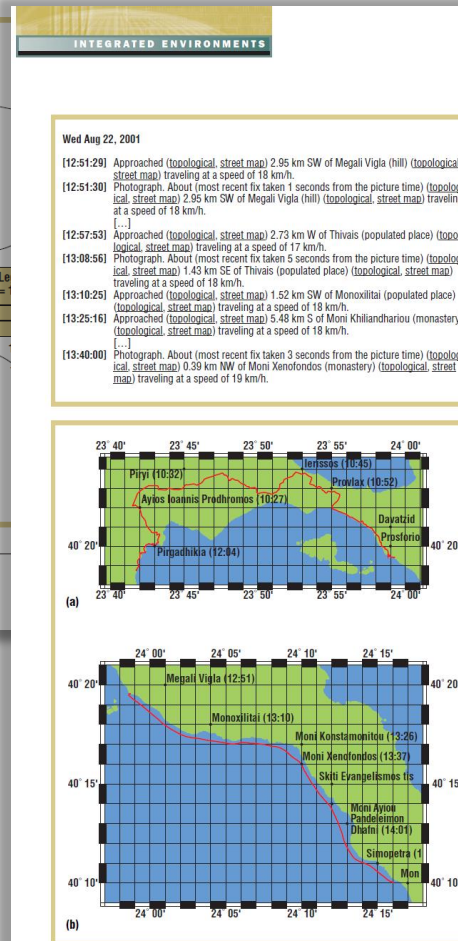 INTEGRATED ENVIRONMENTS
Wed Aug 22, 2001
[12:51:29] Approached (topological, street map) 2.95 km SW of Megali Vigla (hill) (topological,
street map) traveling at a speed of 18 km/h.
[12:51:30] Photograph. About (most recent fix taken 1 seconds from the picture time) (topolog
ical, street map) 2.95 km SW of Megali Vigla (hill) (topological, street map) travelin
at a speed of 18 km/h.
[...]
[12:57:53] Approached (topological, street map) 2.73 km W of Thivais (populated place) (topo
logical, street map) traveling at a speed of 17 km/h.
[13:08:56] Photograph. About (most recent fix taken 5 seconds from the picture time) (topolog
ical, street map) 1.43 km SE of Thivais (populated place) (topological, street map)
traveling at a speed of 18 km/h.
[13:10:25] Approached (topological, street map) 1.52 km SW of Monoxilitai (populated place)
(topological, street map) traveling at a speed of 18 km/h.
[13:25:16] Approached (topological, street map) 5.48 km S of Moni Khiliandhariou (monastery
(topological, street map) traveling at a speed of 18 km/h.
[...]
[13:40:00] Photograph. About (most recent fix taken 3 seconds from the picture time) (topolog
ical, street map) 0.39 km NW of Moni Xenofondos (monastery) (topological, street
map) traveling at a speed of 19 km/h.
23° 40' 23° 45' 23° 50' 23° 55' 24° 00'
Ierissos (10:45)
Piryi (10:32)
Provlax (10:52)
Ayios Ioannis Prodhromos (10:27)
Davatzid
Prosforio
40° 20' 40° 20
Pirgadhikia (12:04)
23° 40' 23° 45' 23° 50' 23° 55' 24° 00'
(a)
24° 00' 24° 05' 24° 10' 24° 15'
Megali Vigla (12:51)
40° 20' 40° 20
Monoxilitai (13:10)
Moni Konstamonitou (13:26)
Moni Xenofondos (13:37)
Skiti Evangelismos tis
40° 15' 40° 15
Moni Ayiou
Pandeleimon
Dhafni (14:01)
Simopetra (1
Mon
40° 10' 40° 10
24° 00' 24° 05' 24° 10' 24° 15'
(b)